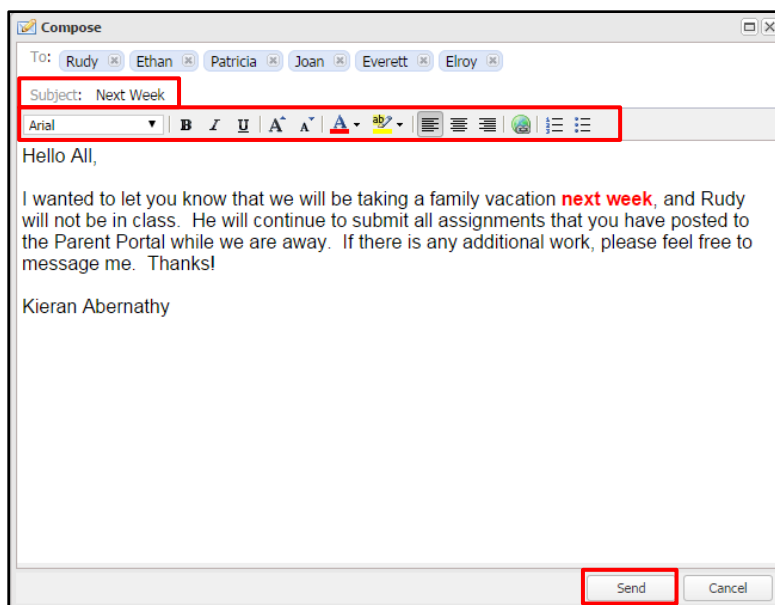 Compose
To: Rudy Ethan Patricia Joan Everett Elroy
Subject: Next Week
Arial B I U A A A ab
Hello All,
I wanted to let you know that we will be taking a family vacation next week, and Rudy
will not be in class.  He will continue to submit all assignments that you have posted to
the Parent Portal while we are away.  If there is any additional work, please feel free to
message me.  Thanks!
Kieran Abernathy
Send Cancel